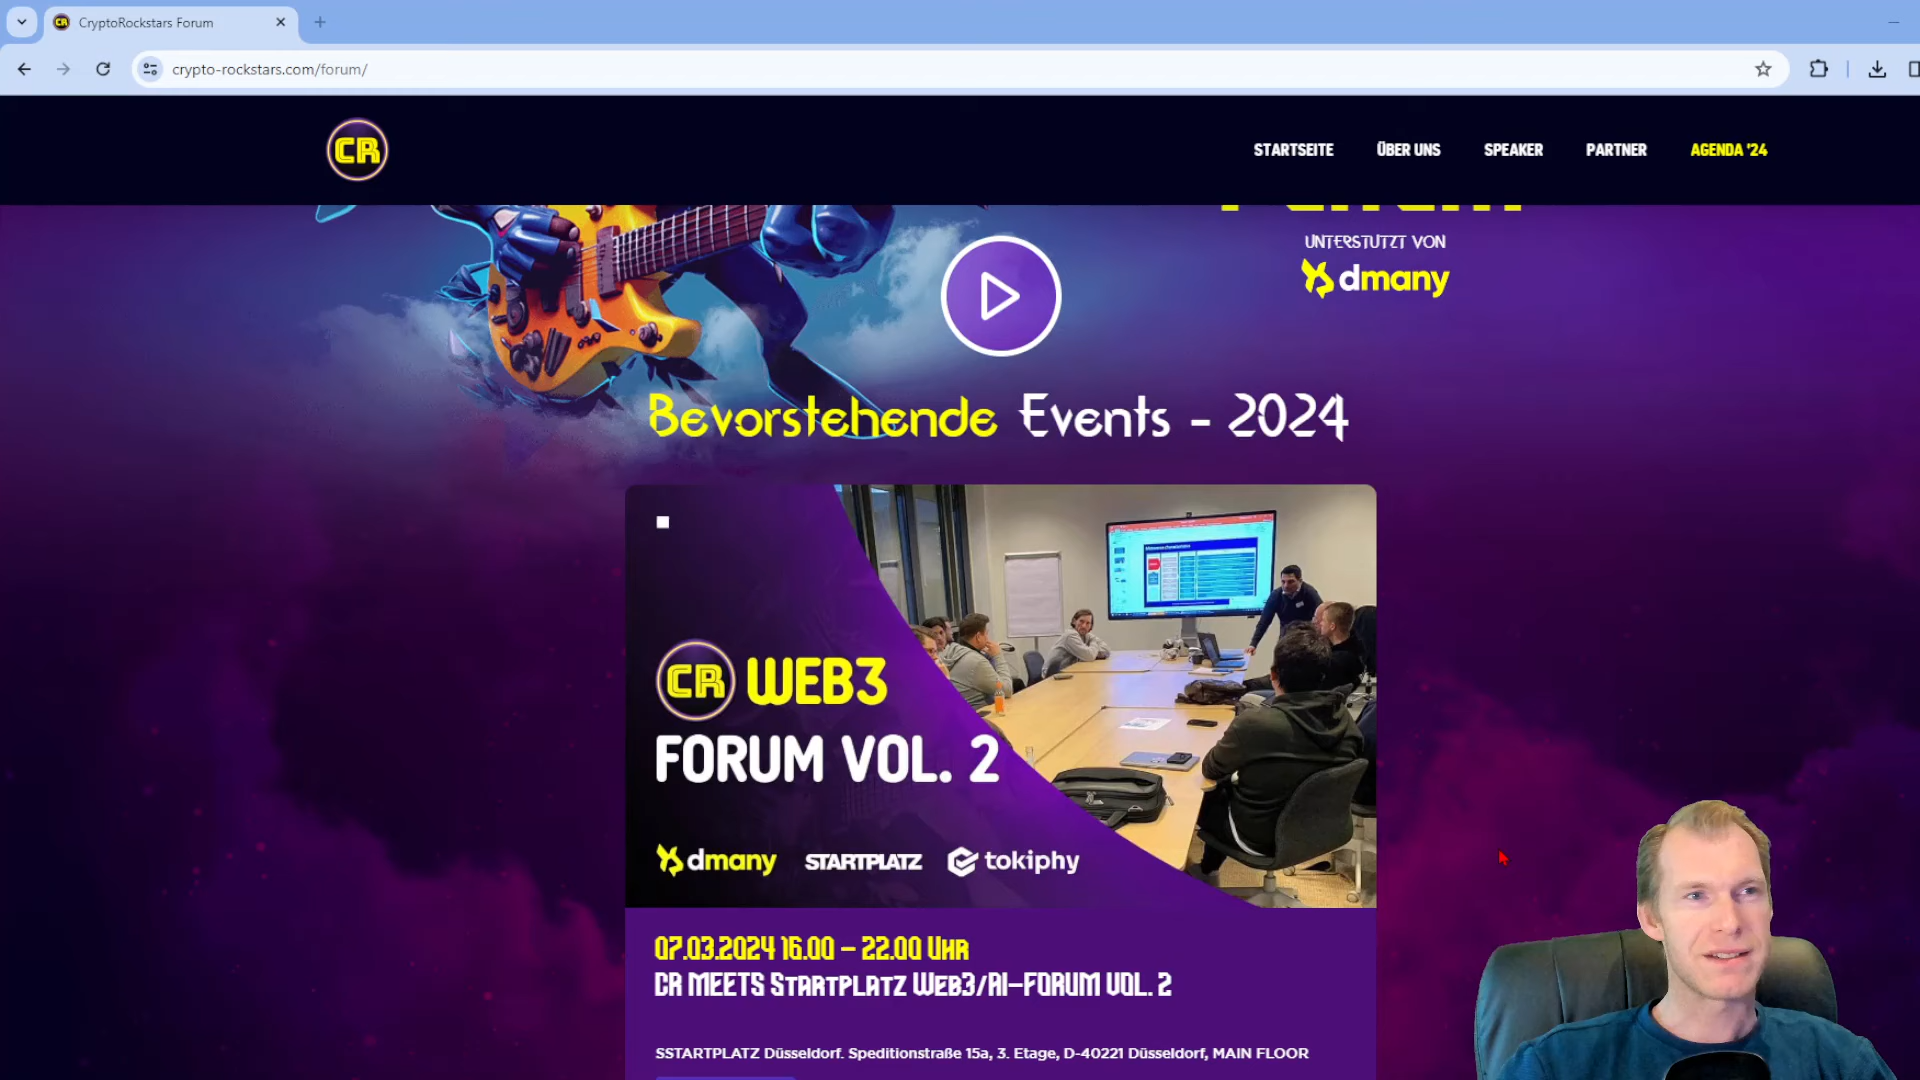 CryptoRockstars Forum
crypto-rockstars.com/forum/
CR
STARTSEITE
ÜBER UNS
SPEAKER
PARTNER
AGENDA '24
UNTERSTÜTZT VON
dmany
Bevorstehende Events - 2024
CR WEB3
FORUM VOL. 2
dmany STARTPLATZ tokiphy
07.03.2024 16.00 – 22.00 Uhr
CR MEETS Startplatz Web3/AI-FORUM VOL. 2
SSTARTPLATZ Düsseldorf. Speditionstraße 15a, 3. Etage, D-40221 Düsseldorf, MAIN FLOOR